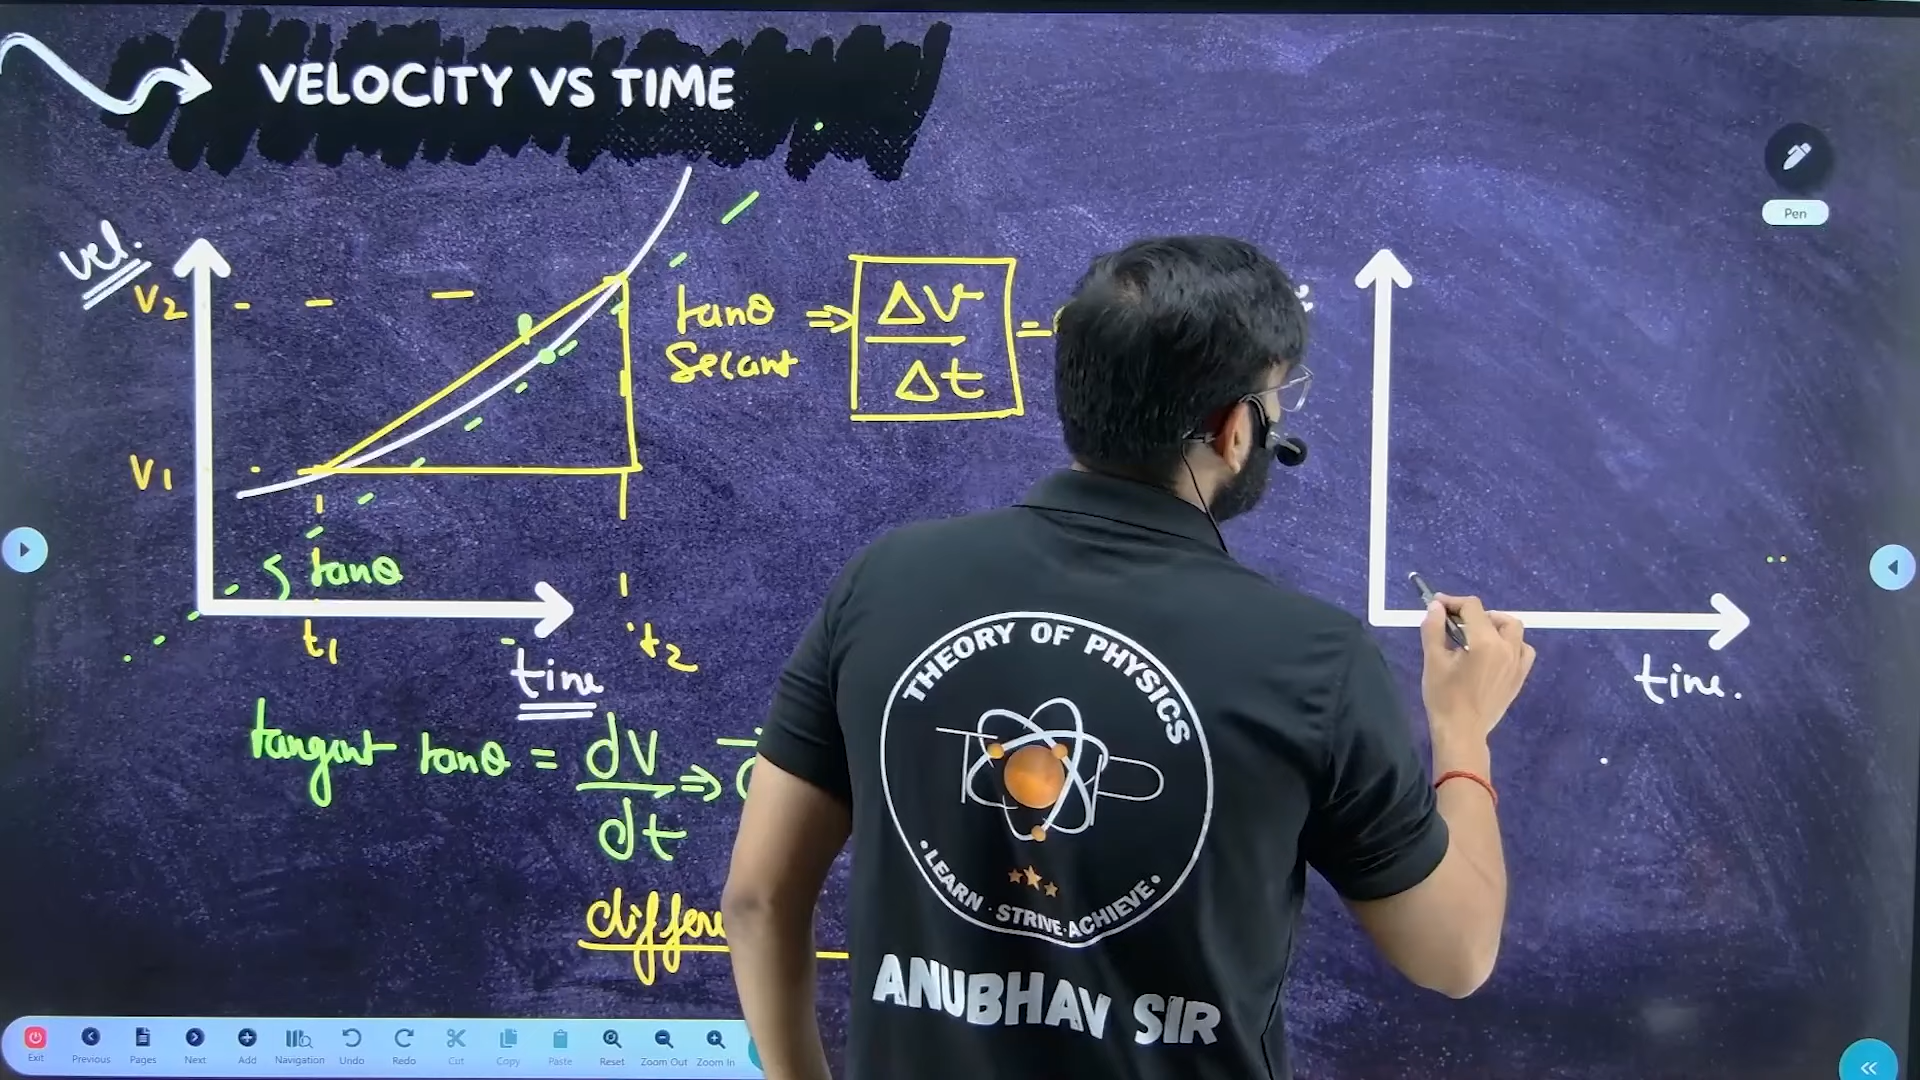 VELOCITY VS TIME
Pen
vel.
V2
tanθ
secant
⇒ ΔV
Δt
=
V1
tanθ
t1
t2
time
time.
tangent tanθ = dV
dt
⇒
THEORY OF PHYSICS
TOP
• LEARN · STRIVE · ACHIEVE •
ANUBHAV SIR
Exit
Previous
Pages
Next
Add
Navigation
Undo
Redo
Cut
Copy
Paste
Reset
Zoom Out
Zoom In